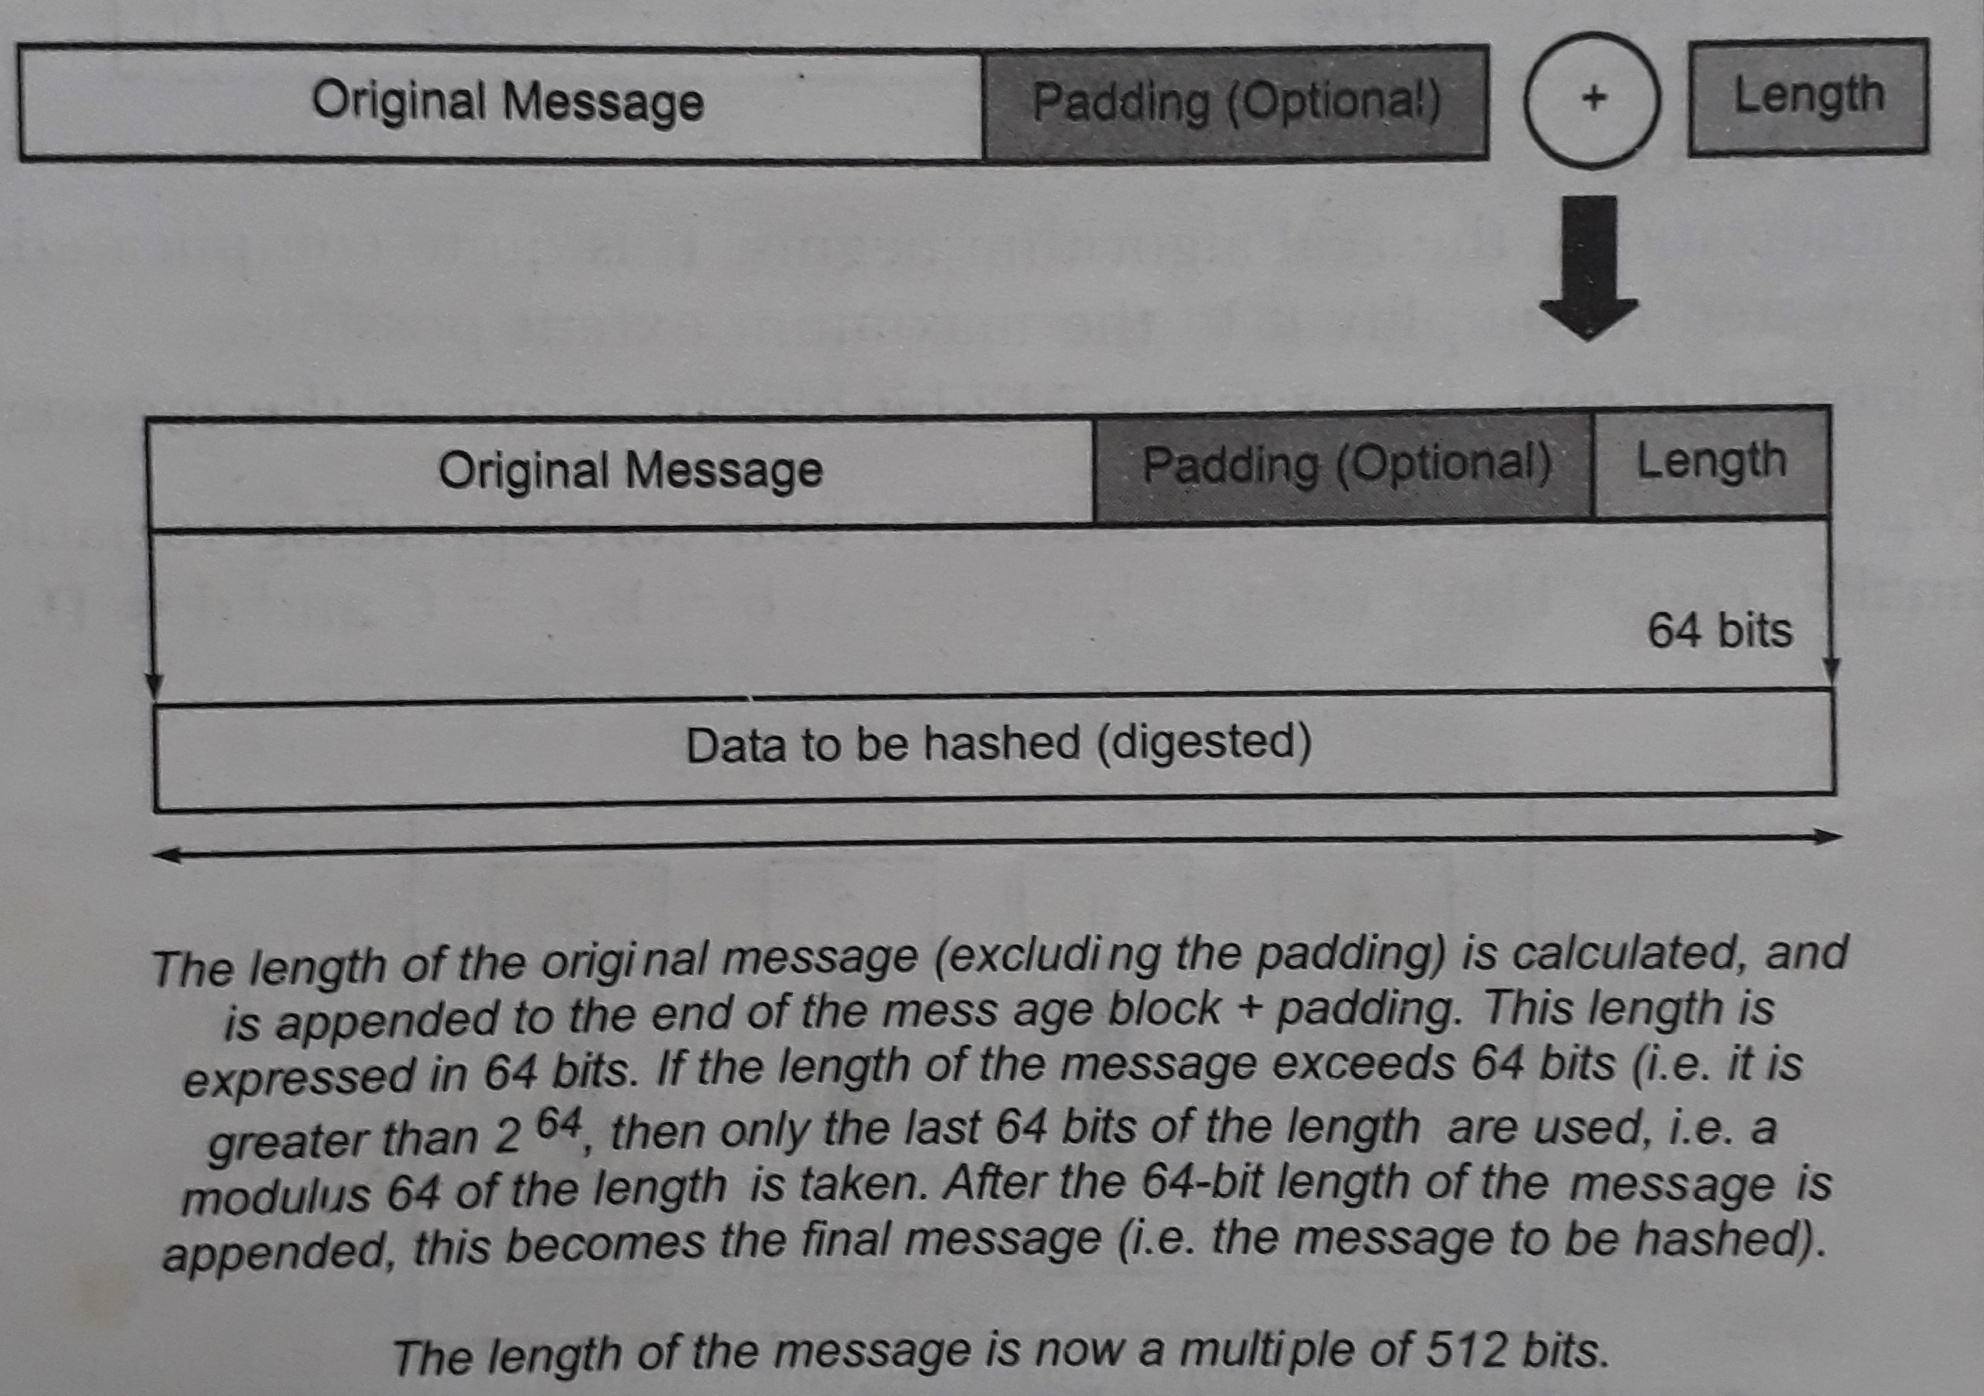 Original Message Padding (Optional) + Length
Original Message Padding (Optional) Length
64 bits
Data to be hashed (digested)
The length of the original message (excluding the padding) is calculated, and
is appended to the end of the mess age block + padding. This length is
expressed in 64 bits. If the length of the message exceeds 64 bits (i.e. it is
greater than 2 64, then only the last 64 bits of the length are used, i.e. a
modulus 64 of the length is taken. After the 64-bit length of the message is
appended, this becomes the final message (i.e. the message to be hashed).
The length of the message is now a multiple of 512 bits.